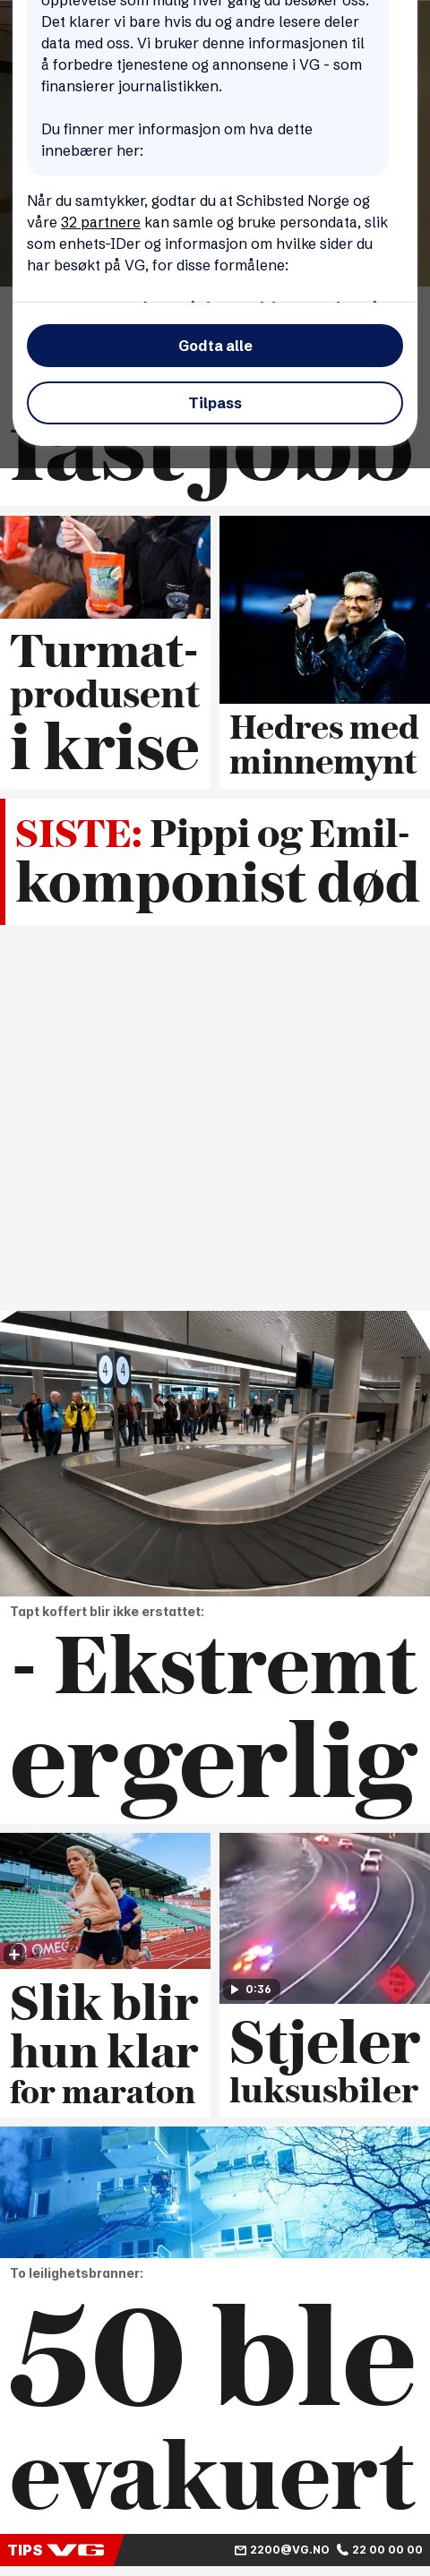 opplevelse som mulig hver gang du besøker oss.
Det klarer vi bare hvis du og andre lesere deler
data med oss. Vi bruker denne informasjonen til
å forbedre tjenestene og annonsene i VG - som
finansierer journalistikken.
Du finner mer informasjon om hva dette
innebærer her:
Når du samtykker, godtar du at Schibsted Norge og
våre 32 partnere kan samle og bruke persondata, slik
som enhets-IDer og informasjon om hvilke sider du
har besøkt på VG, for disse formålene:
Godta alle
Tilpass
fast jobb
Turmat-
produsent
i krise
Hedres med
minnemynt
SISTE: Pippi og Emil-
komponist død
4 4
Tapt koffert blir ikke erstattet:
- Ekstremt
ergerlig
OMEGA
0:36
Slik blir
hun klar
for maraton
Stjeler
luksusbiler
To leilighetsbranner:
50 ble
evakuert
TIPS VG 2200@VG.NO 22 00 00 00